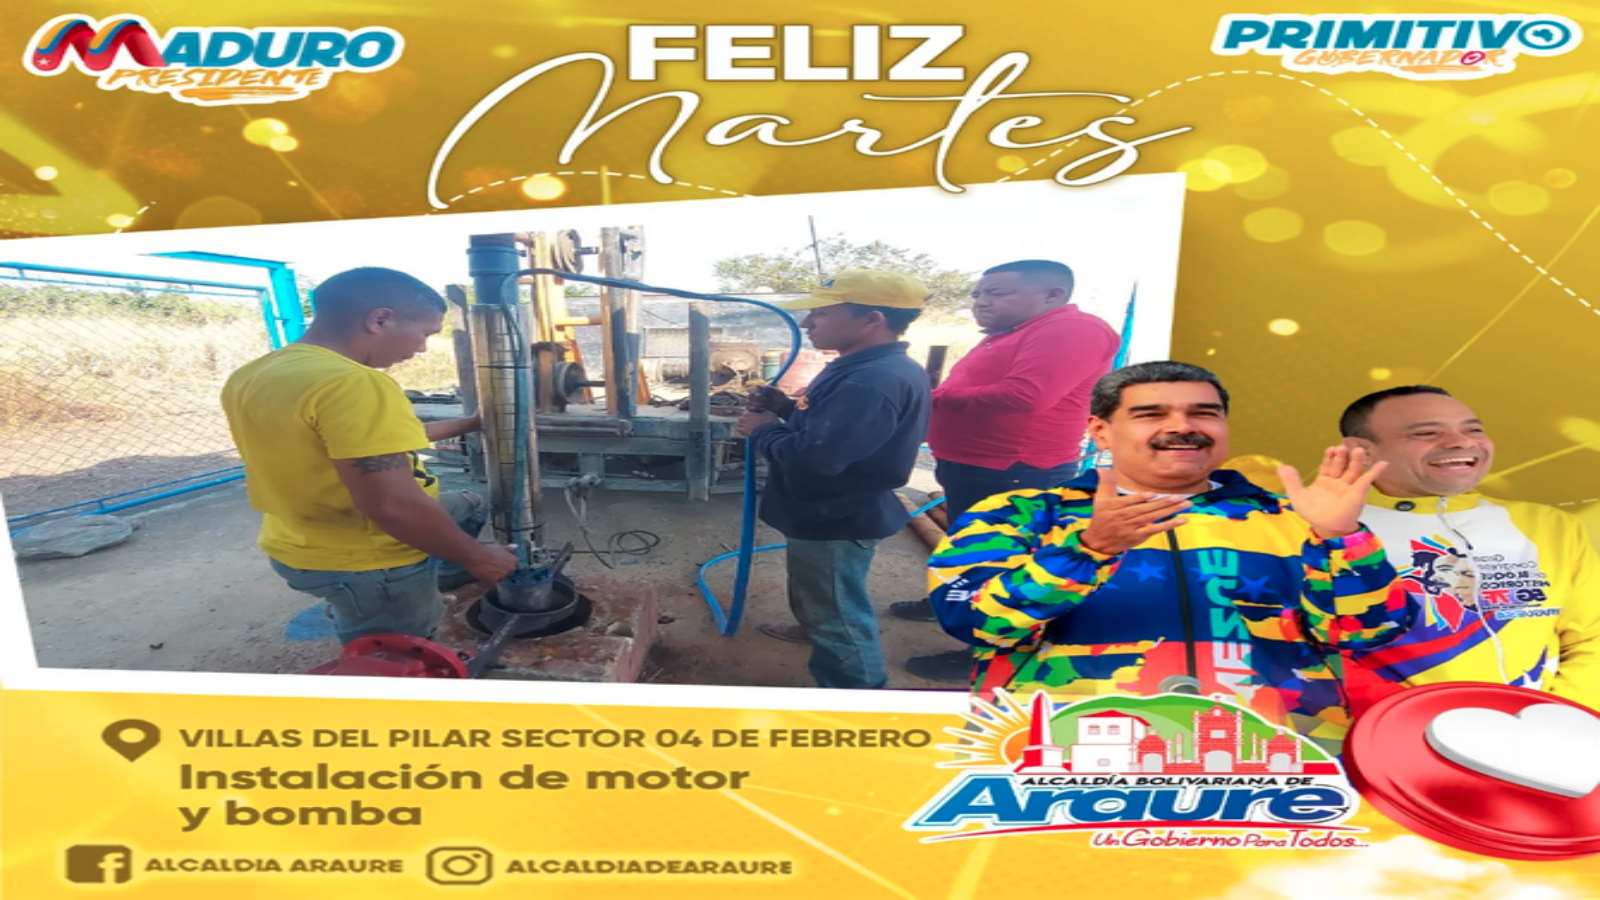 MADURO
PRESIDENTE
PRIMITIVO
GOBERNADOR
FELIZ
Martes
VILLAS DEL PILAR SECTOR 04 DE FEBRERO
Instalación de motor
y bomba
ALCALDIA ARAURE
ALCALDIADEARAURE
ALCALDÍA BOLIVARIANA DE
Araure
Un Gobierno Para Todos...